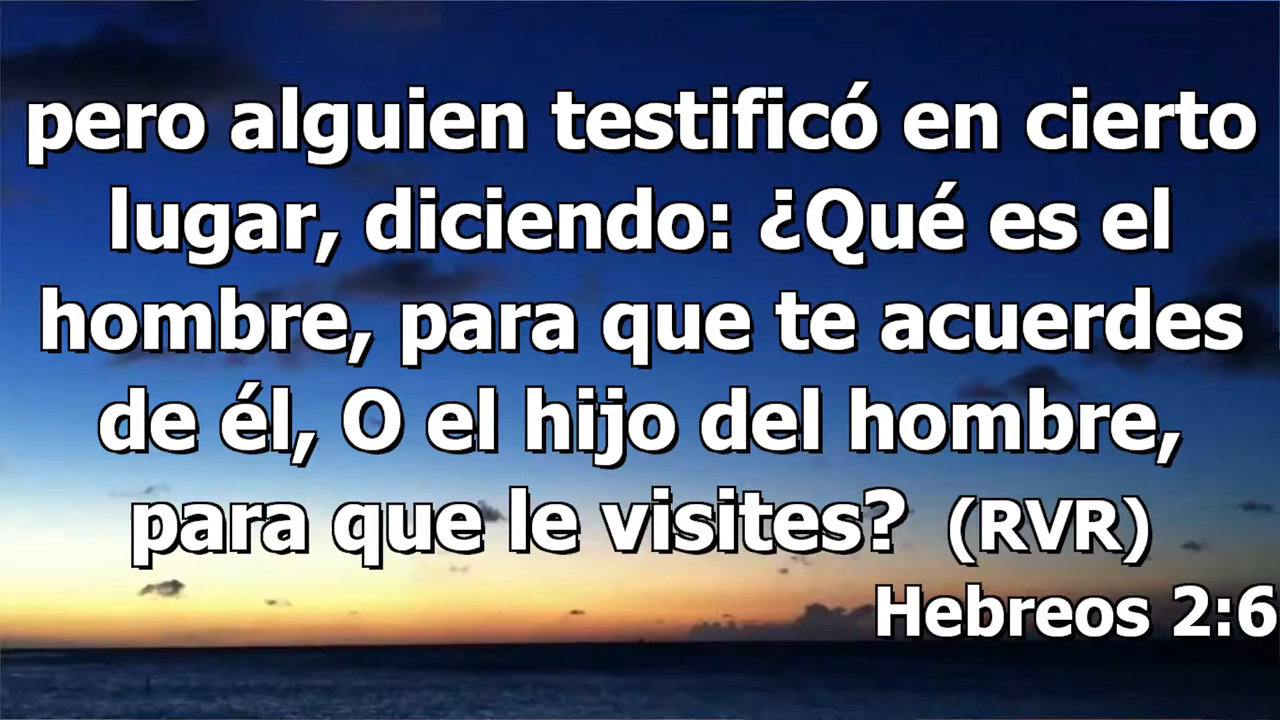 pero alguien testificó en cierto
lugar, diciendo: ¿Qué es el
hombre, para que te acuerdes
de él, O el hijo del hombre,
para que le visites? (RVR)
Hebreos 2:6